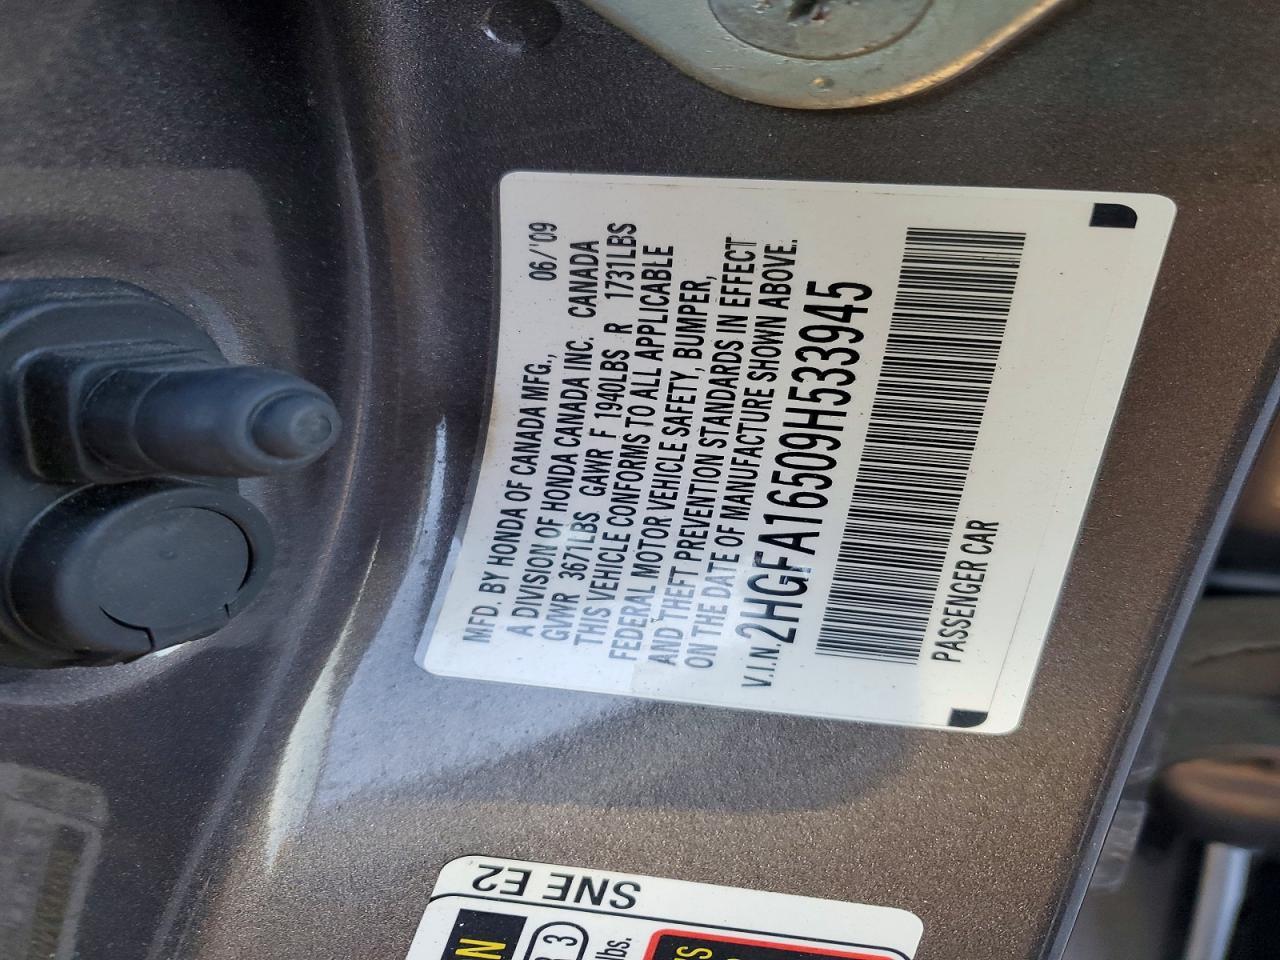 MFD. BY HONDA OF CANADA MFG., 06/'09
A DIVISION OF HONDA CANADA INC. CANADA
GVWR 3671LBS GAWR F 1940LBS R 1731LBS
THIS VEHICLE CONFORMS TO ALL APPLICABLE
FEDERAL MOTOR VEHICLE SAFETY, BUMPER,
AND THEFT PREVENTION STANDARDS IN EFFECT
ON THE DATE OF MANUFACTURE SHOWN ABOVE.
V.I.N. 2HGFA16509H533945
PASSENGER CAR
SNE E2
3
lbs.